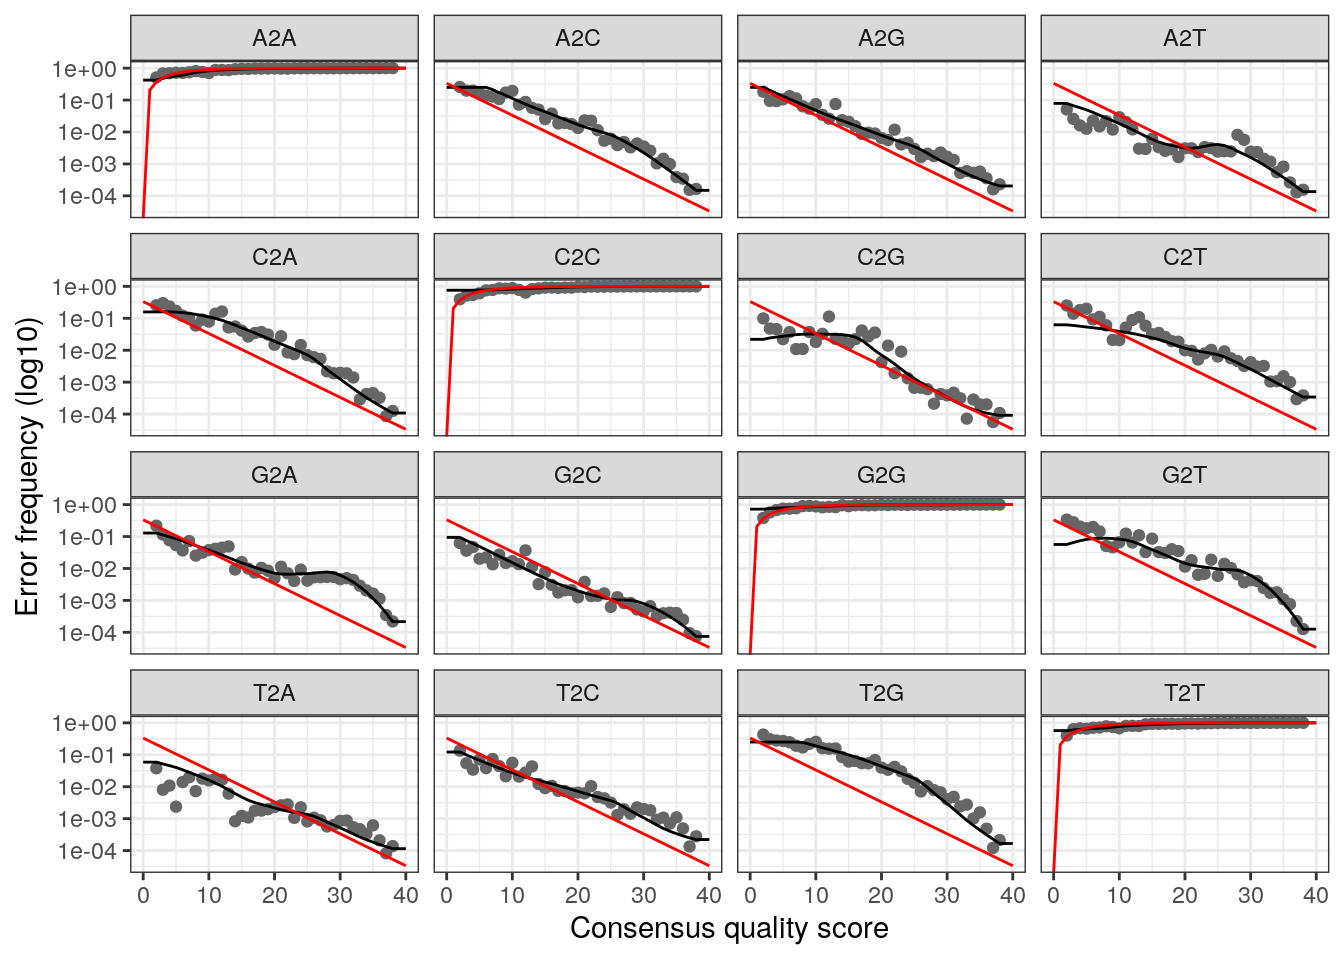 A2A A2C A2G A2T
1e+00
1e-01
1e-02
1e-03
1e-04
C2A C2C C2G C2T
1e+00
1e-01
1e-02
1e-03
1e-04
G2A G2C G2G G2T
1e+00
1e-01
1e-02
1e-03
1e-04
T2A T2C T2G T2T
1e+00
1e-01
1e-02
1e-03
1e-04
0 10 20 30 40 0 10 20 30 40 0 10 20 30 40 0 10 20 30 40
Consensus quality score
Error frequency (log10)